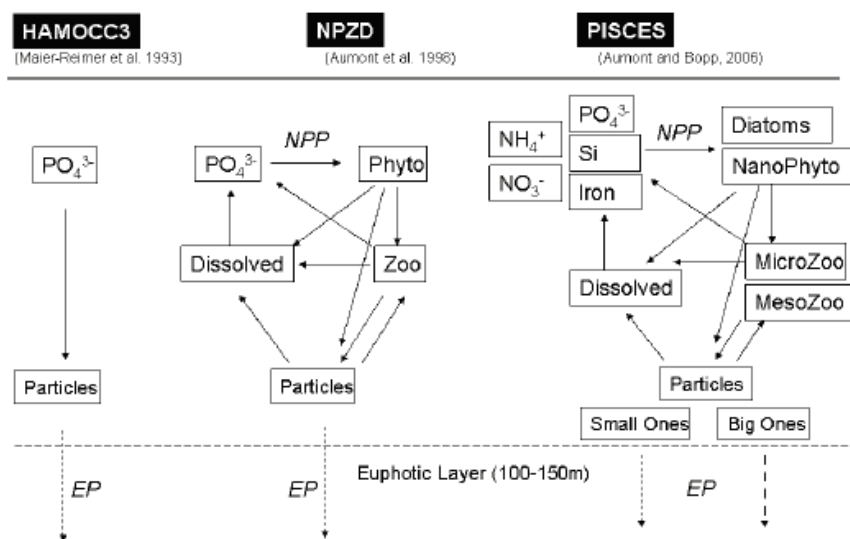 HAMOCC3
(Maier-Reimer et al. 1993]
NPZD
(Aumont et al. 1998)
PISCES
(Aumont and Bopp, 2006)
PO₄³⁻
PO₄³⁻
NPP
Phyto
Dissolved
Zoo
Particles
Particles
NH₄⁺
NO₃⁻
PO₄³⁻
Si
Iron
NPP
Diatoms
NanoPhyto
Dissolved
MicroZoo
MesoZoo
Particles
Small Ones
Big Ones
Euphotic Layer (100-150m)
EP
EP
EP